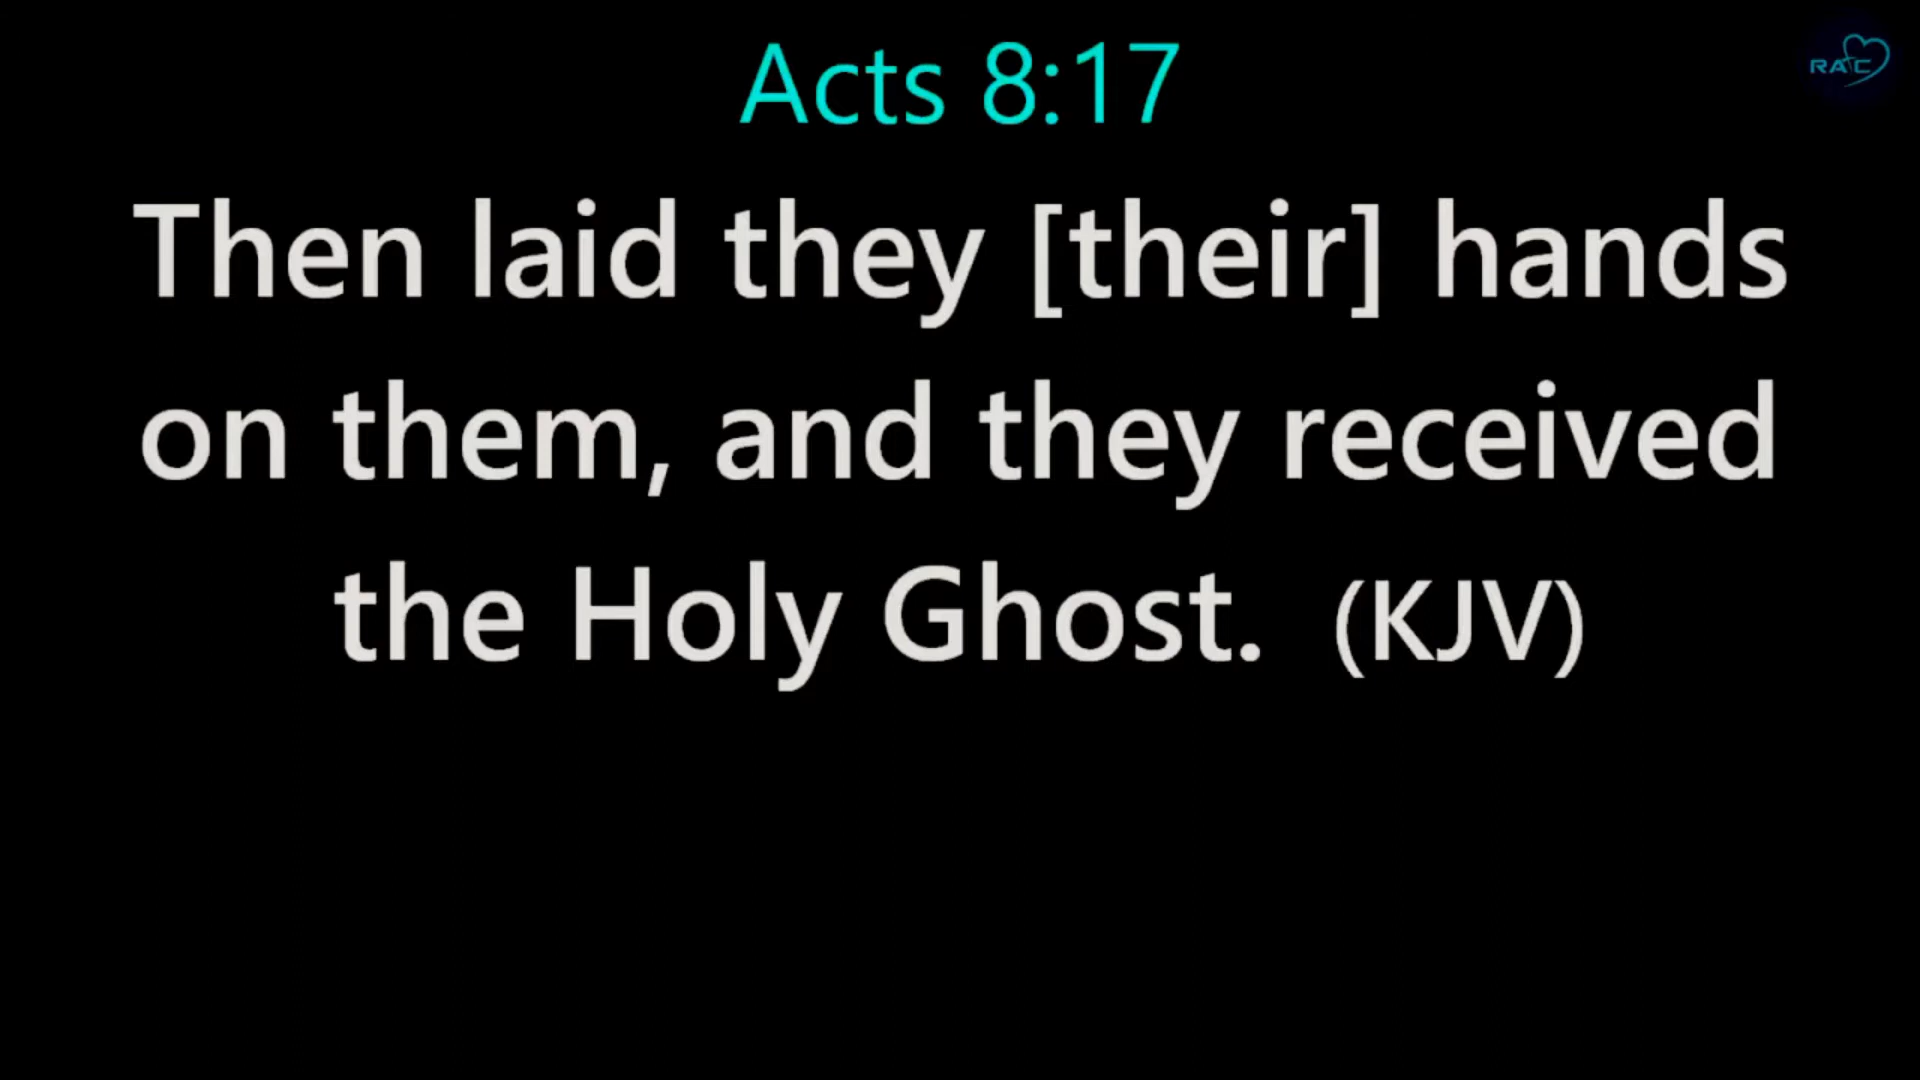 Acts 8:17
RAC
Then laid they [their] hands
on them, and they received
the Holy Ghost. (KJV)